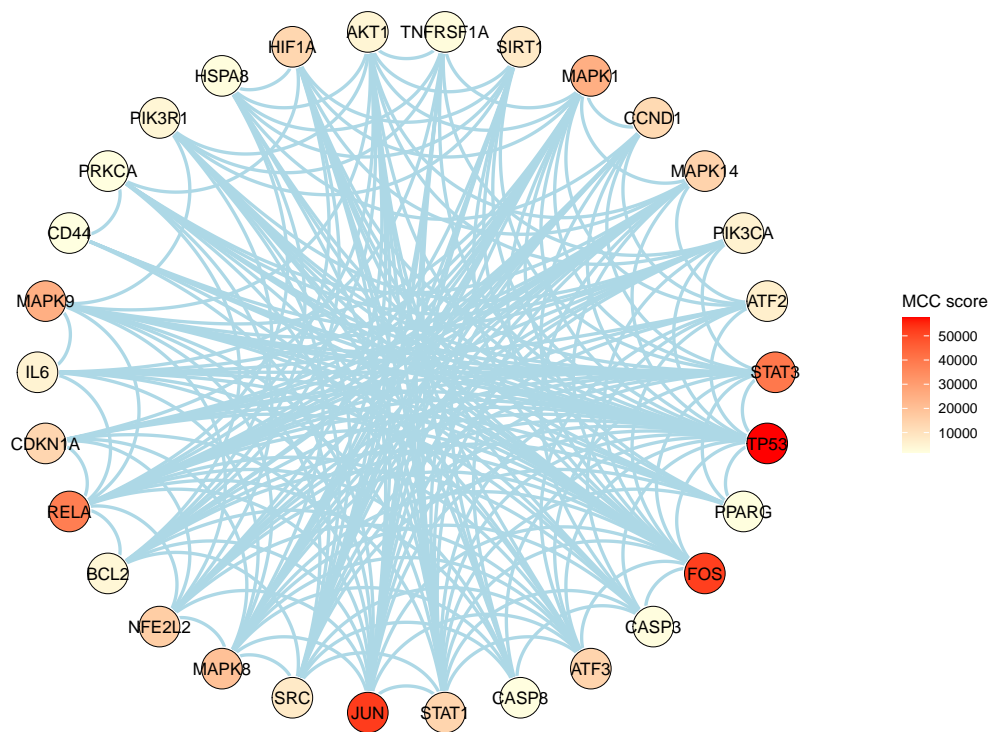 AKT1
TNFRSF1A
HIF1A
SIRT1
HSPA8
MAPK1
PIK3R1
CCND1
PRKCA
MAPK14
CD44
PIK3CA
MAPK9
ATF2
MCC score
50000
40000
30000
20000
10000
IL6
STAT3
CDKN1A
TP53
RELA
PPARG
BCL2
FOS
NFE2L2
CASP3
MAPK8
ATF3
SRC
CASP8
JUN
STAT1